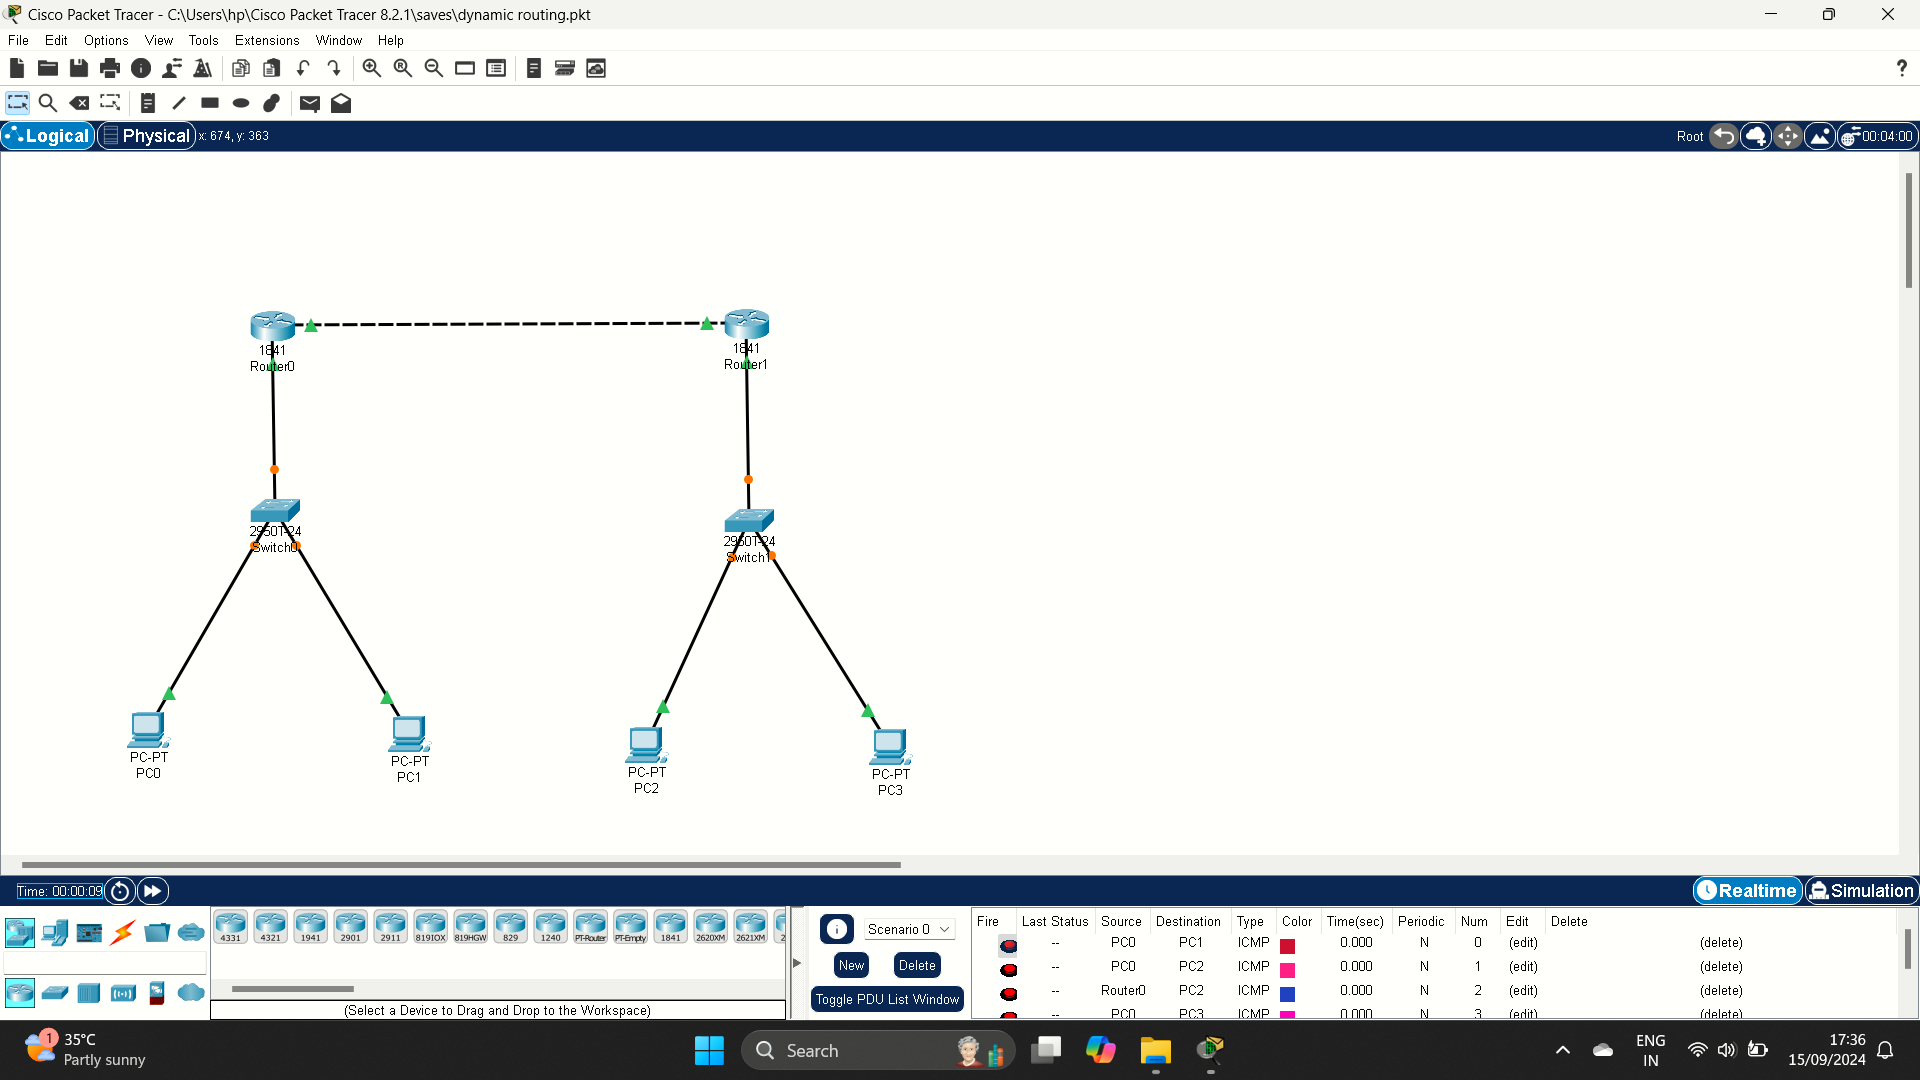 Cisco Packet Tracer - C:\Users\hp\Cisco Packet Tracer 8.2.1\saves\dynamic routing.pkt
File Edit Options View Tools Extensions Window Help
?
Logical Physical x: 674, y: 363 Root 00:04:00
1841
Router0
1841
Router1
2950T-24
Switch0
2950T-24
Switch1
PC-PT
PC0
PC-PT
PC1
PC-PT
PC2
PC-PT
PC3
Time: 00:00:09 Realtime Simulation
4331 4321 1941 2901 2911 819IOX 819HGW 829 1240 PT-Router PT-Empty 1841 2620XM 2621XM 2
(Select a Device to Drag and Drop to the Workspace)
Scenario 0
New Delete
Toggle PDU List Window
Fire Last Status Source Destination Type Color Time(sec) Periodic Num Edit Delete
-- PC0 PC1 ICMP 0.000 N 0 (edit) (delete)
-- PC0 PC2 ICMP 0.000 N 1 (edit) (delete)
-- Router0 PC2 ICMP 0.000 N 2 (edit) (delete)
-- PC0 PC3 ICMP 0.000 N 3 (edit) (delete)
1
35°C
Partly sunny
Search
ENG
IN
17:36
15/09/2024